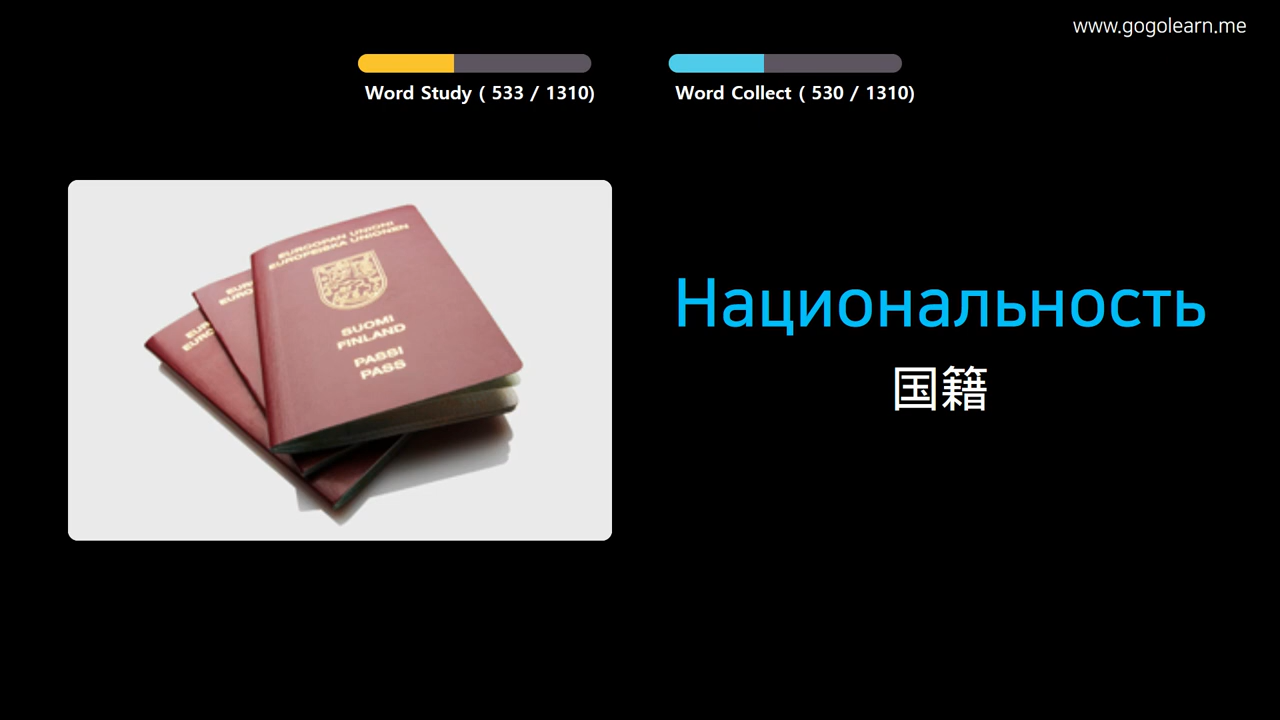 www.gogolearn.me
Word Study ( 533 / 1310)
Word Collect ( 530 / 1310)
EUROOPAN UNIONI
EUROPEISKA UNIONEN
SUOMI
FINLAND
PASSI
PASS
Национальность
国籍